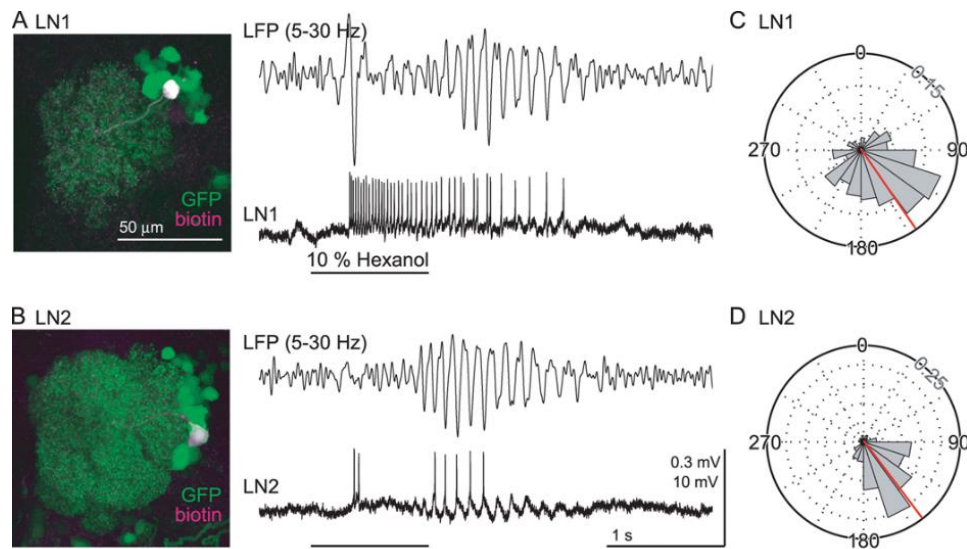 A LN1
GFP
biotin
50 μm
LFP (5-30 Hz)
LN1
10 % Hexanol
C LN1
0
0-15
90
180
270
B LN2
GFP
biotin
LFP (5-30 Hz)
LN2
0.3 mV
10 mV
1 s
D LN2
0
0-25
90
180
270